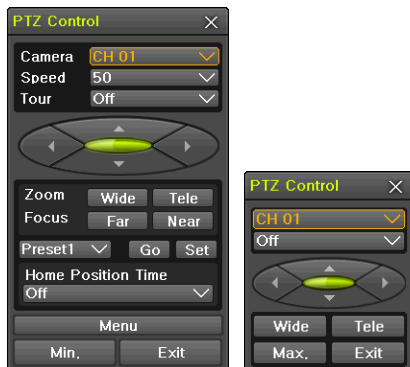 PTZ Control
Camera CH 01
Speed 50
Tour Off
Zoom Wide Tele
Focus Far Near
Preset1 Go Set
Home Position Time
Off
Menu
Min. Exit
PTZ Control
CH 01
Off
Wide Tele
Max. Exit